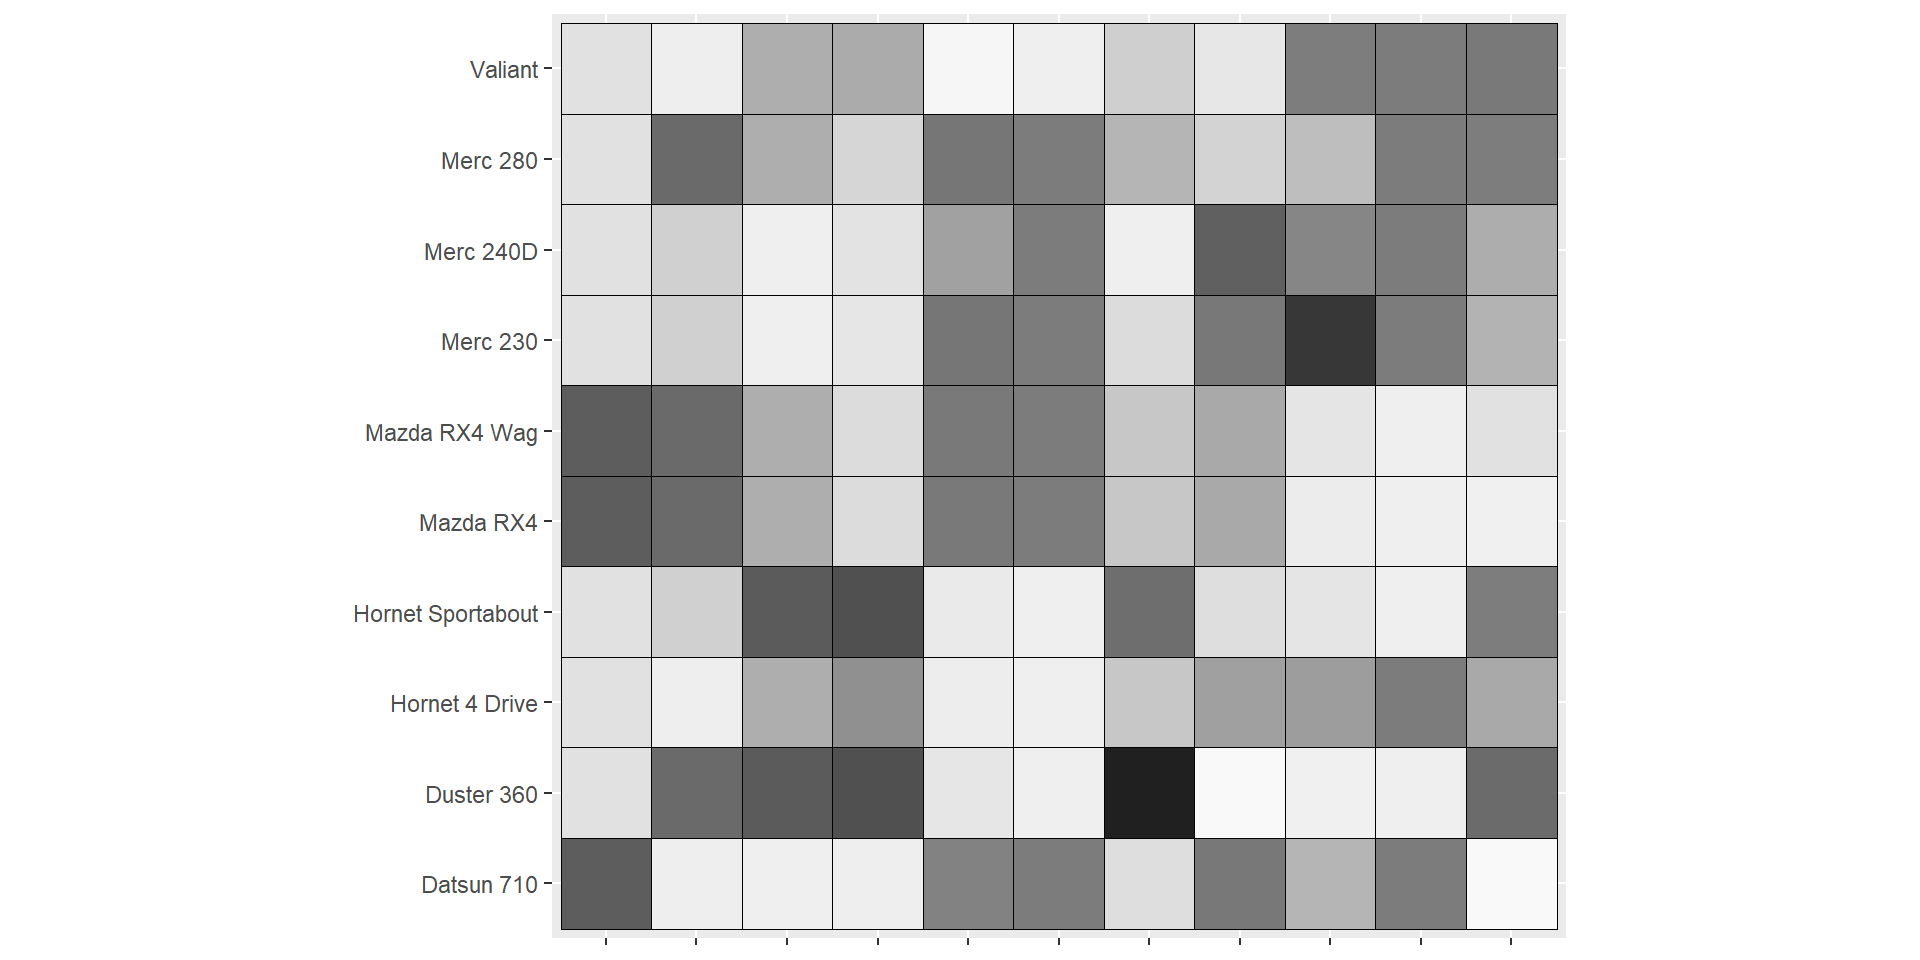 Valiant
Merc 280
Merc 240D
Merc 230
Mazda RX4 Wag
Mazda RX4
Hornet Sportabout
Hornet 4 Drive
Duster 360
Datsun 710